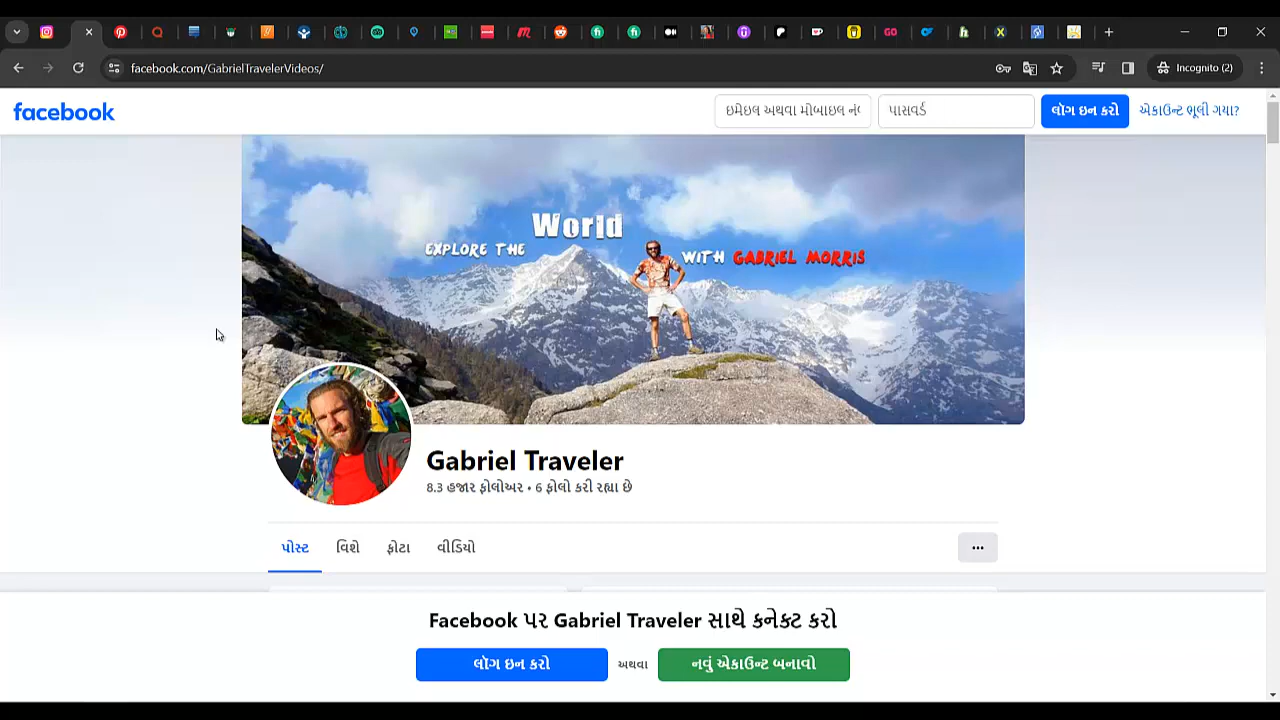 facebook.com/GabrielTravelerVideos/
Incognito (2)
facebook
ઇમેઇલ અથવા મોબાઇલ નં
પાસવર્ડ
લૉગ ઇન કરો
એકાઉન્ટ ભૂલી ગયા?
EXPLORE THE World WITH GABRIEL MORRIS
Gabriel Traveler
8.3 હજાર ફોલોઅર • 6 ફોલો કરી રહ્યા છે
પોસ્ટ
વિશે
ફોટા
વીડિયો
Facebook પર Gabriel Traveler સાથે કનેક્ટ કરો
લૉગ ઇન કરો
અથવા
નવું એકાઉન્ટ બનાવો